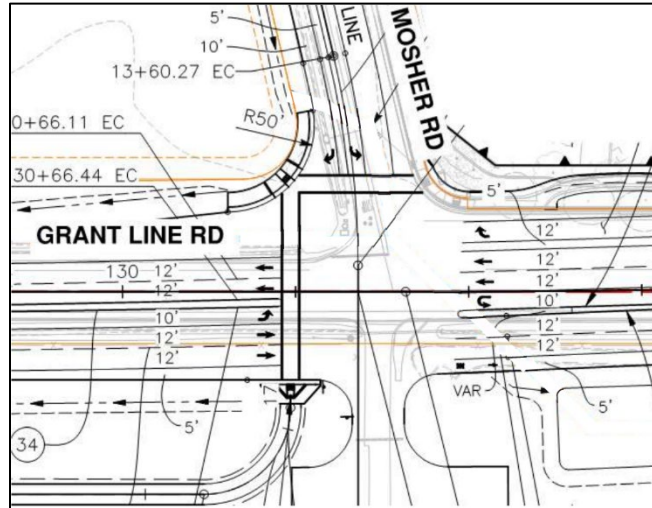 5'
10'
LINE
MOSHER RD
13+60.27 EC
R50'
0+66.11 EC
30+66.44 EC
5'
GRANT LINE RD
12'
130 12'
12'
12'
12'
10'
10'
12'
12'
12'
12'
17'
VAR
5'
5'
34